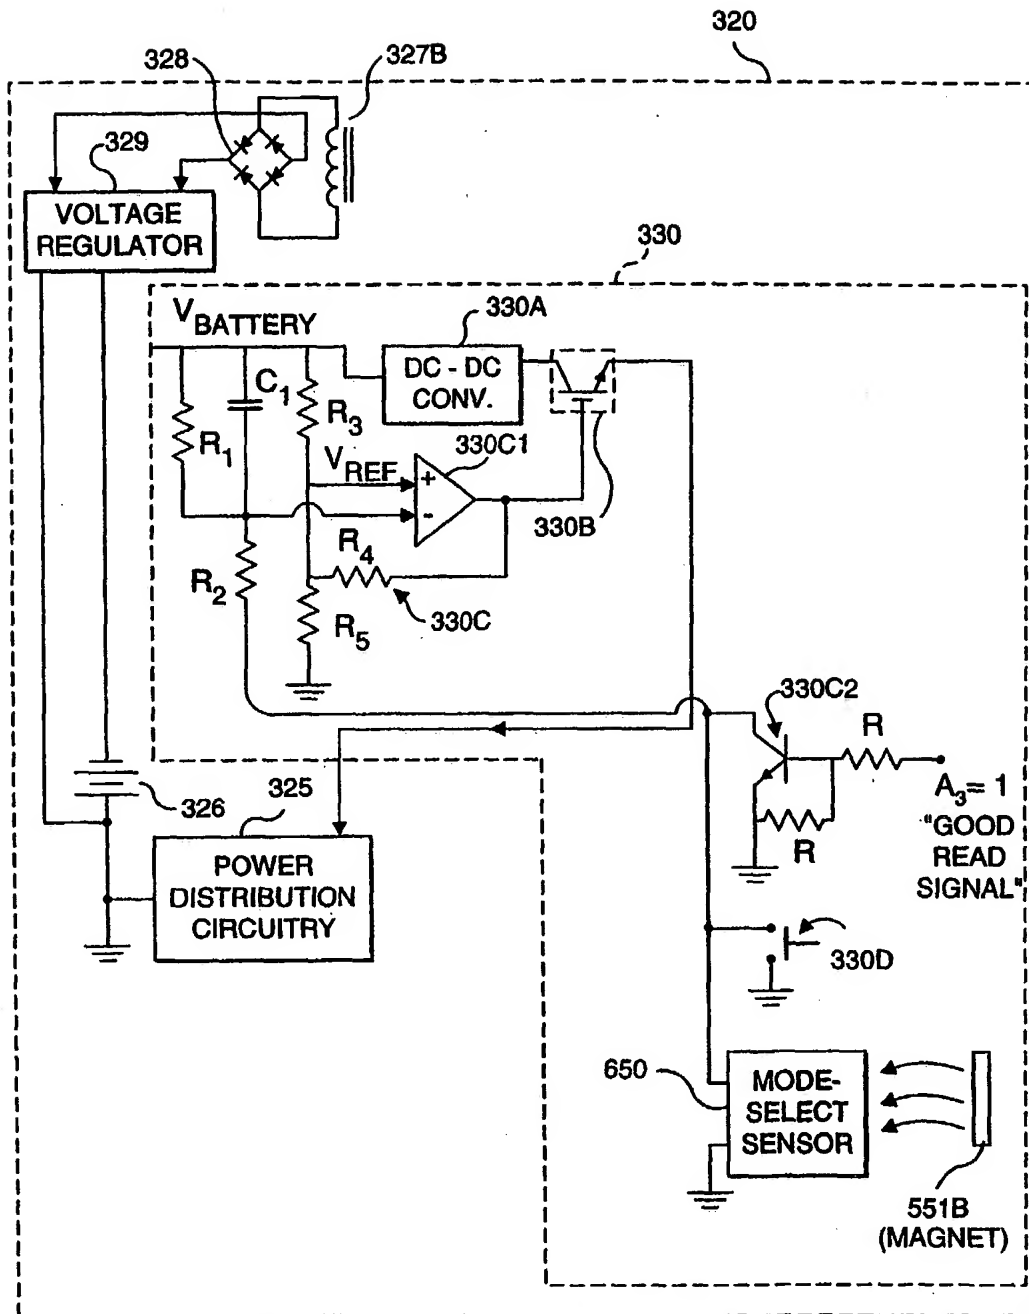 320
328
327B
329
VOLTAGE
REGULATOR
330
V BATTERY
330A
DC - DC
CONV.
C1
R3
R1
330C1
VREF
+
-
330B
R4
R2
330C
R5
330C2
R
A3= 1
"GOOD
READ
SIGNAL"
R
326
325
POWER
DISTRIBUTION
CIRCUITRY
330D
650
MODE-
SELECT
SENSOR
551B
(MAGNET)